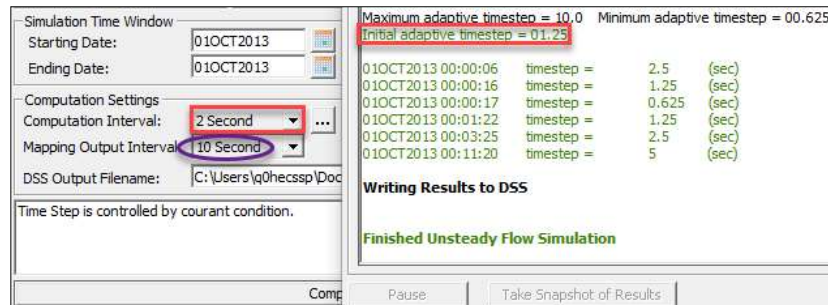 Simulation Time Window
Starting Date: 01OCT2013
Ending Date: 01OCT2013
Computation Settings
Computation Interval: 2 Second ...
Mapping Output Interval 10 Second
DSS Output Filename: C:\Users\q0hecssp\Doc
Time Step is controlled by courant condition.
Comp
Maximum adaptive timestep = 10.0 Minimum adaptive timestep = 00.625
Initial adaptive timestep = 01.25
01OCT2013 00:00:06 timestep = 2.5 (sec)
01OCT2013 00:00:16 timestep = 1.25 (sec)
01OCT2013 00:00:17 timestep = 0.625 (sec)
01OCT2013 00:01:22 timestep = 1.25 (sec)
01OCT2013 00:03:25 timestep = 2.5 (sec)
01OCT2013 00:11:20 timestep = 5 (sec)
Writing Results to DSS
Finished Unsteady Flow Simulation
Pause Take Snapshot of Results